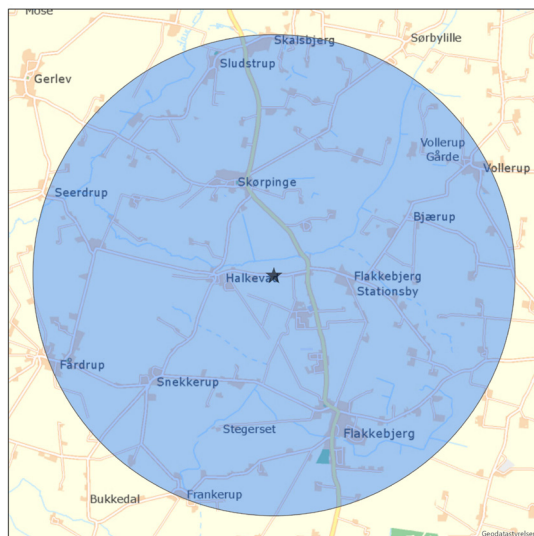 Mose
Skalsbjerg
Sørbylille
Sludstrup
Gerlev
Vollerup
Gårde
Vollerup
Skørpinge
Seerdrup
Bjærup
Halkevad
Flakkebjerg
Stationsby
Fårdrup
Snekkerup
Stegerset
Flakkebjerg
Bukkedal
Frankerup
Geodatastyrelsen